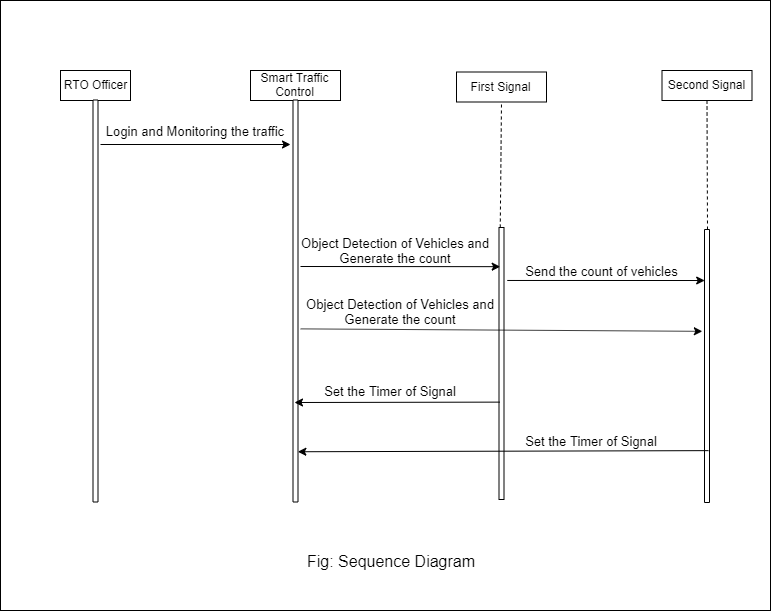 RTO Officer
Smart Traffic
Control
First Signal
Second Signal
Login and Monitoring the traffic
Object Detection of Vehicles and
Generate the count
Send the count of vehicles
Object Detection of Vehicles and
Generate the count
Set the Timer of Signal
Set the Timer of Signal
Fig: Sequence Diagram